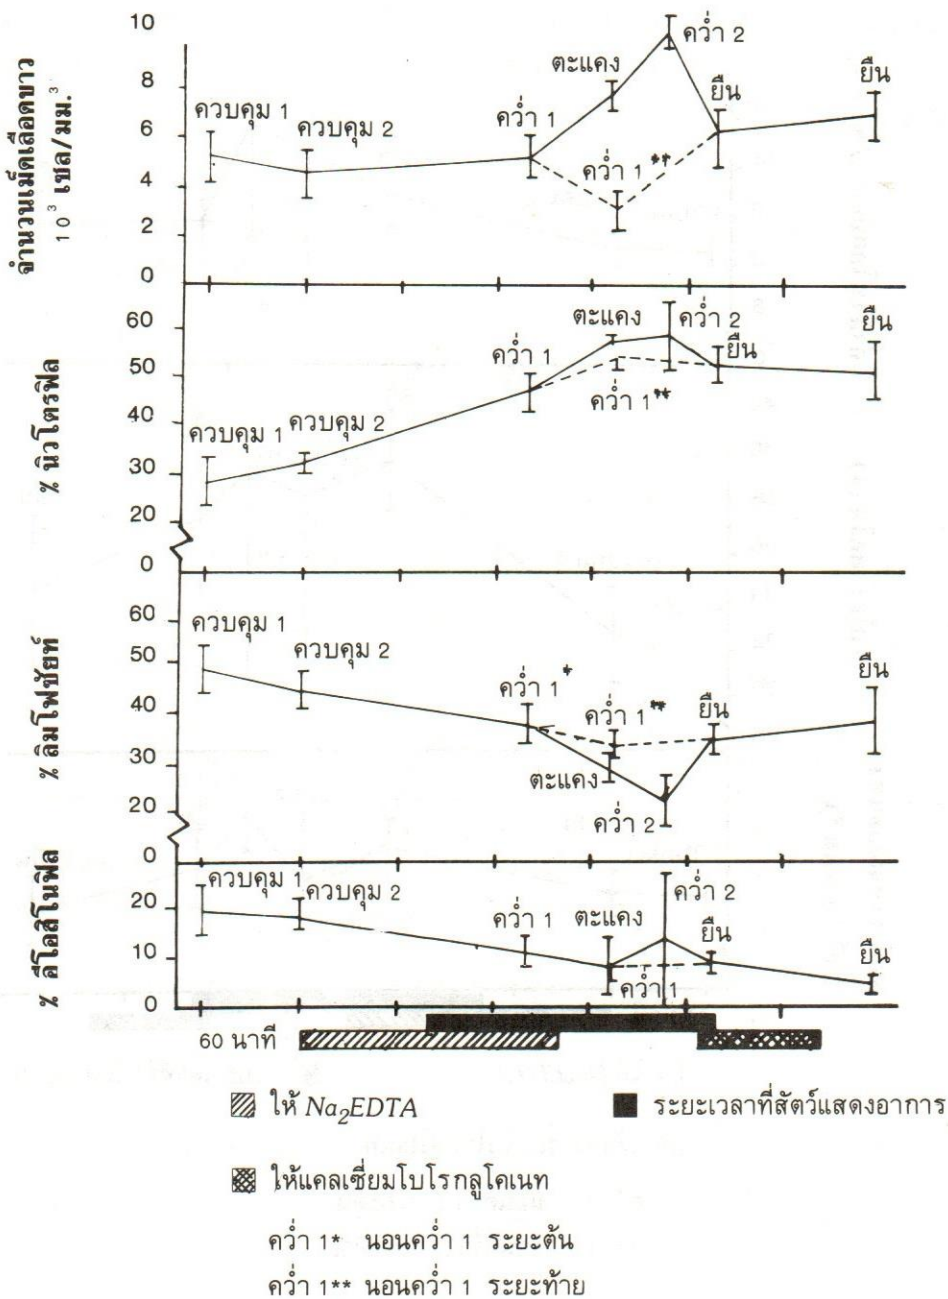 10
8
6
4
2
0
จำนวนเม็ดเลือดขาว
10³ เซล/มม.³
ควบคุม 1
ควบคุม 2
คว่ำ 1
ตะแคง
คว่ำ 2
คว่ำ 1**
ยืน
ยืน
60
50
40
30
20
0
% นิวโตรฟิล
ควบคุม 1
ควบคุม 2
คว่ำ 1
ตะแคง
คว่ำ 2
คว่ำ 1**
ยืน
ยืน
60
50
40
30
20
0
% ลิมโฟซัยท์
ควบคุม 1
ควบคุม 2
คว่ำ 1*
คว่ำ 1**
ตะแคง
คว่ำ 2
ยืน
ยืน
20
10
0
% อีโอสิโนฟิล
ควบคุม 1
ควบคุม 2
คว่ำ 1
ตะแคง
คว่ำ 2
คว่ำ 1
ยืน
ยืน
60 นาที
ให้ Na₂EDTA
ระยะเวลาที่สัตว์แสดงอาการ
ให้แคลเซี่ยมโบโรกลูโคเนท
คว่ำ 1* นอนคว่ำ 1 ระยะต้น
คว่ำ 1** นอนคว่ำ 1 ระยะท้าย